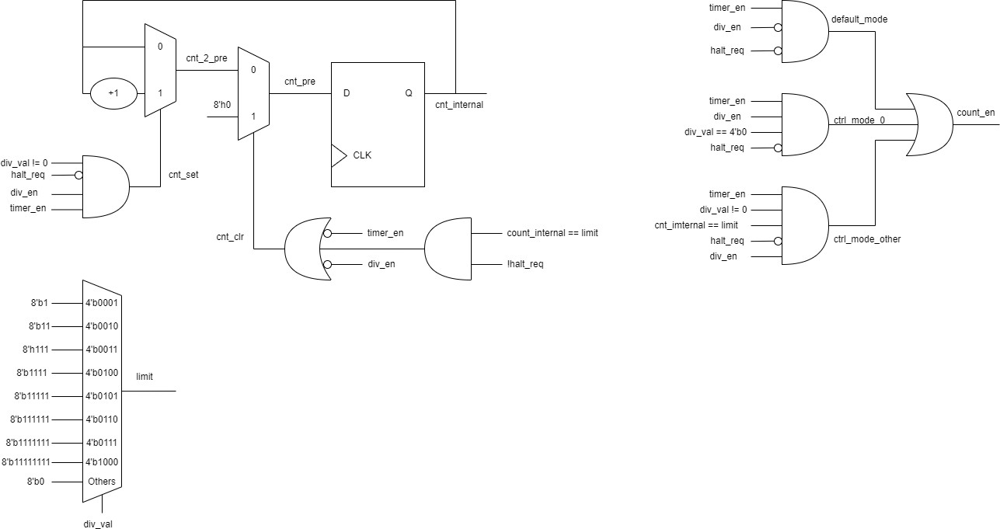 0
+1
1
cnt_2_pre
8'h0
0
1
cnt_pre
D
Q
CLK
cnt_internal
div_val != 0
halt_req
div_en
timer_en
cnt_set
cnt_clr
timer_en
div_en
count_internal == limit
!halt_req
8'b1
4'b0001
8'b11
4'b0010
8'h111
4'b0011
8'b1111
4'b0100
8'b11111
4'b0101
8'b111111
4'b0110
8'b1111111
4'b0111
8'b11111111
4'b1000
8'b0
Others
limit
div_val
timer_en
div_en
halt_req
default_mode
timer_en
div_en
div_val == 4'b0
halt_req
ctrl_mode_0
timer_en
div_val != 0
cnt_imternal == limit
halt_req
div_en
ctrl_mode_other
count_en